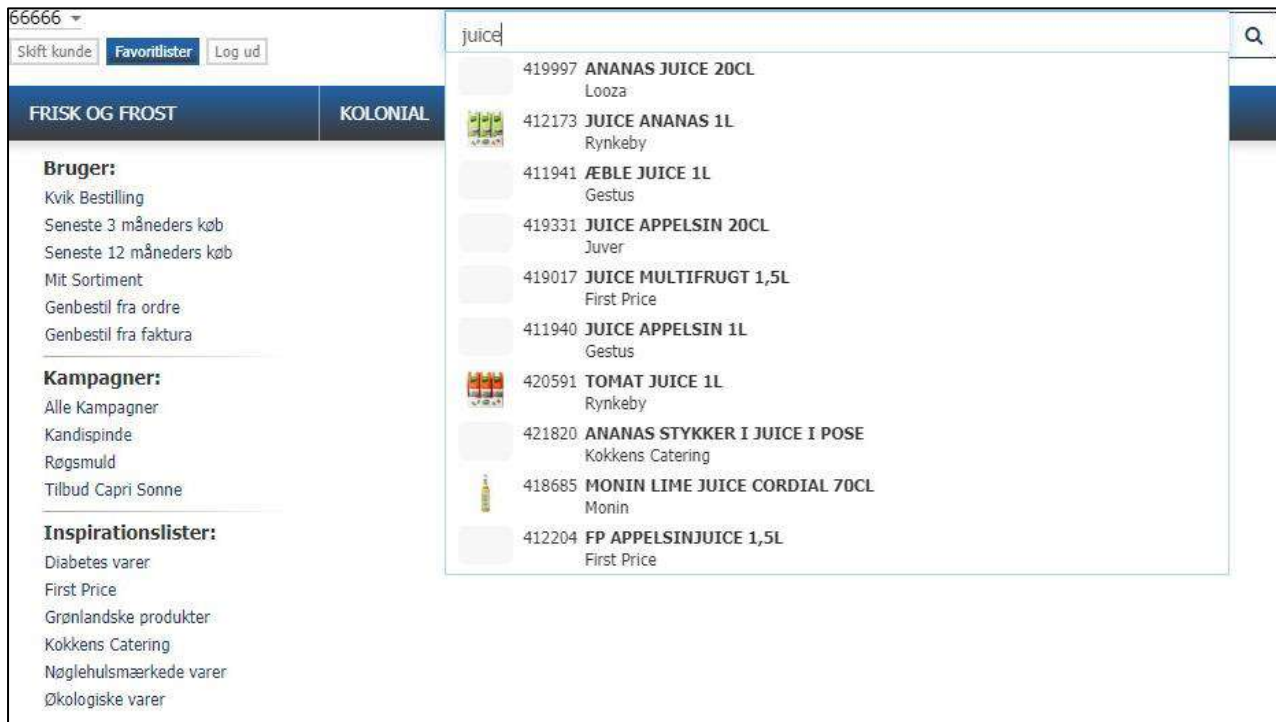 66666
Skift kunde Favoritlister Log ud
juice
FRISK OG FROST KOLONIAL
Bruger:
Kvik Bestilling
Seneste 3 måneders køb
Seneste 12 måneders køb
Mit Sortiment
Genbestil fra ordre
Genbestil fra faktura
Kampagner:
Alle Kampagner
Kandispinde
Røgsmuld
Tilbud Capri Sonne
Inspirationslister:
Diabetes varer
First Price
Grønlandske produkter
Kokkens Catering
Nøglehulsmærkede varer
Økologiske varer
419997 ANANAS JUICE 20CL
Looza
412173 JUICE ANANAS 1L
Rynkeby
411941 ÆBLE JUICE 1L
Gestus
419331 JUICE APPELSIN 20CL
Juver
419017 JUICE MULTIFRUGT 1,5L
First Price
411940 JUICE APPELSIN 1L
Gestus
420591 TOMAT JUICE 1L
Rynkeby
421820 ANANAS STYKKER I JUICE I POSE
Kokkens Catering
418685 MONIN LIME JUICE CORDIAL 70CL
Monin
412204 FP APPELSINJUICE 1,5L
First Price